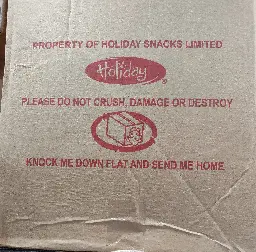 PROPERTY OF HOLIDAY SNACKS LIMITED
Holiday ®
PLEASE DO NOT CRUSH, DAMAGE OR DESTROY
KNOCK ME DOWN FLAT AND SEND ME HOME